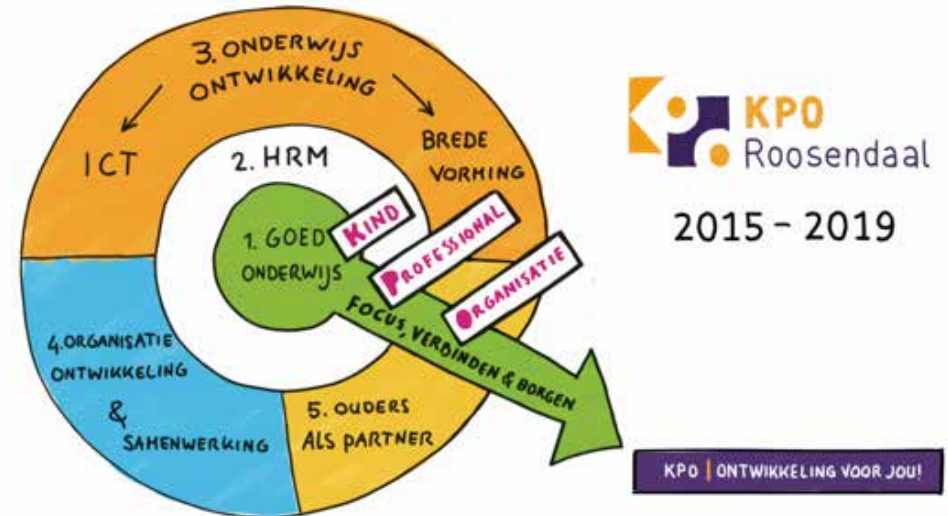 3. ONDERWIJS
ONTWIKKELING
ICT
BREDE
VORMING
2. HRM
1. GOED
ONDERWIJS
KIND
PROFESSIONAL
ORGANISATIE
FOCUS, VERBINDEN & BORGEN
4. ORGANISATIE
ONTWIKKELING
&
SAMENWERKING
5. OUDERS
ALS PARTNER
KPO
Roosendaal
2015 - 2019
KPO | ONTWIKKELING VOOR JOU!